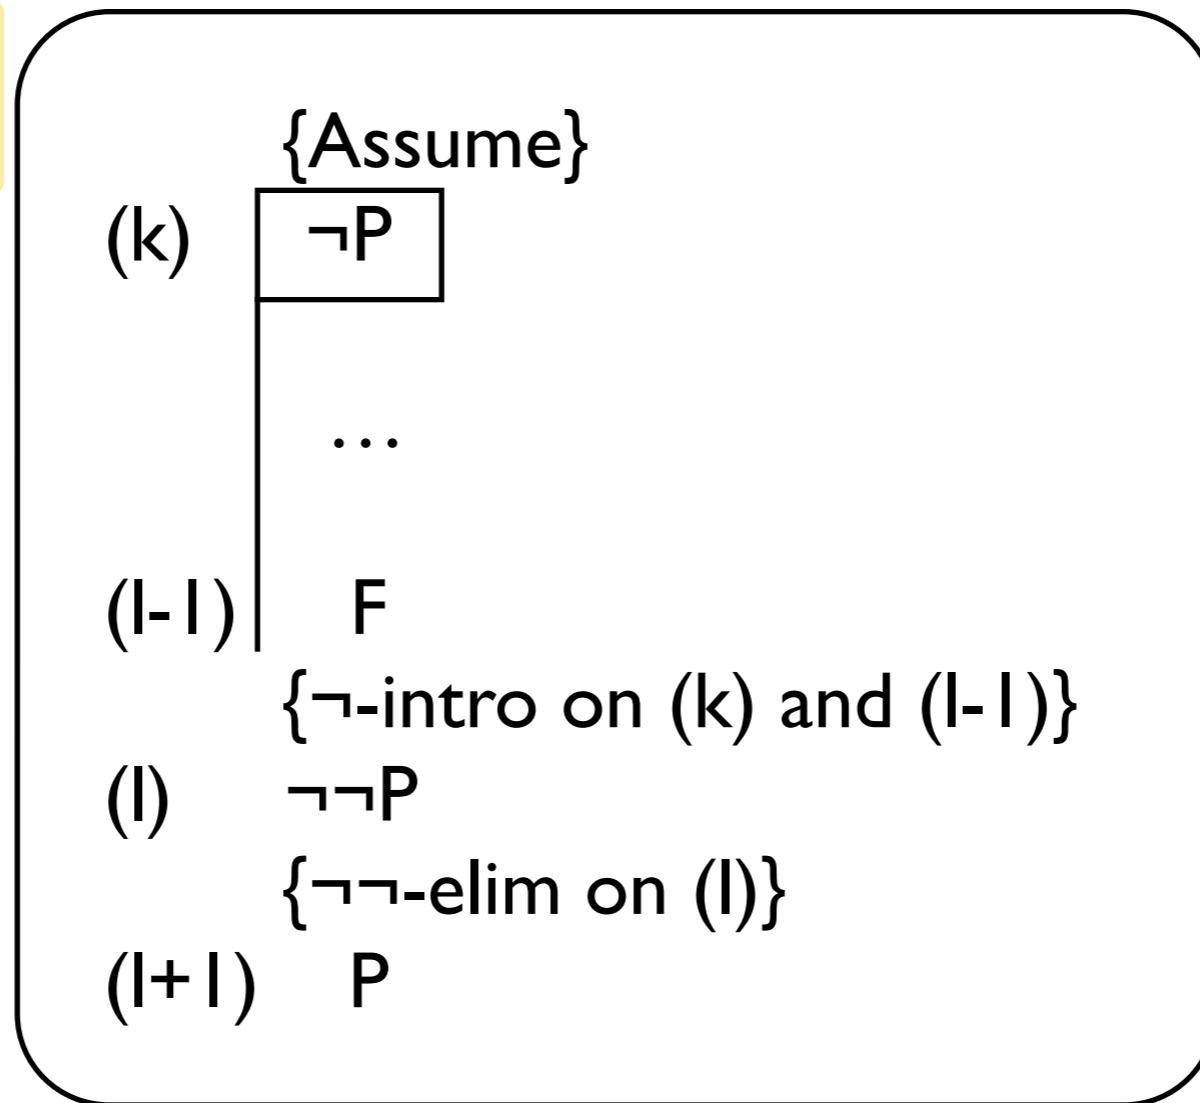 {Assume}
(k) ¬P
...
(l-1) F
{¬-intro on (k) and (l-1)}
(l) ¬¬P
{¬¬-elim on (l)}
(l+1) P